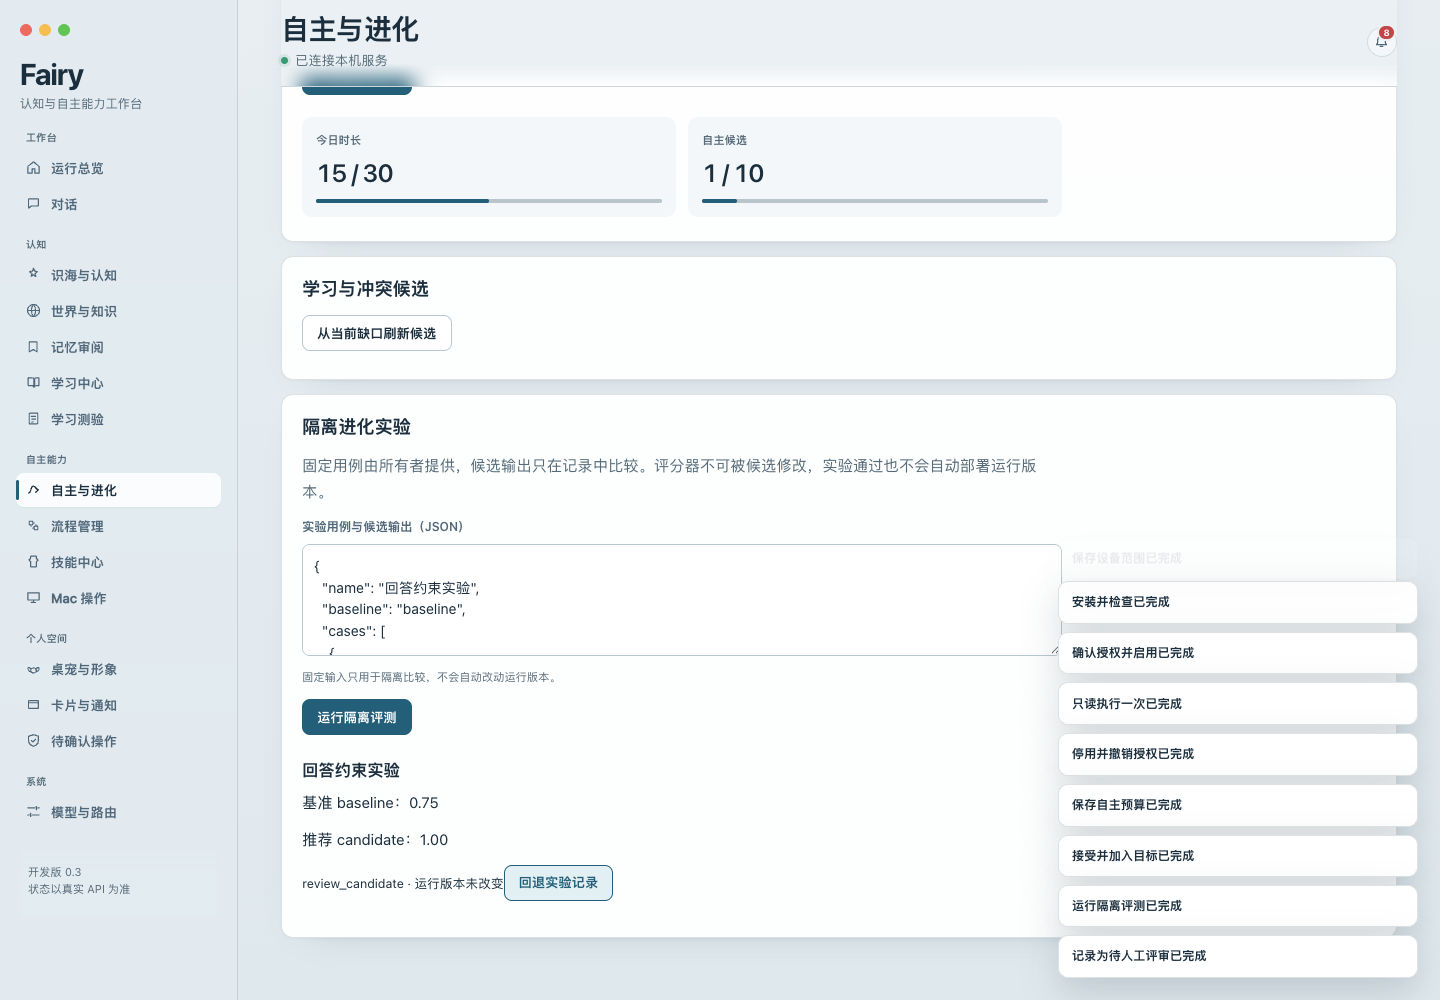 Fairy
认知与自主能力工作台
工作台
运行总览
对话
认知
识海与认知
世界与知识
记忆审阅
学习中心
学习测验
自主能力
自主与进化
流程管理
技能中心
Mac 操作
个人空间
桌宠与形象
卡片与通知
待确认操作
系统
模型与路由
开发版 0.3
状态以真实 API 为准
自主与进化
已连接本机服务
8
今日时长
15 / 30
自主候选
1 / 10
学习与冲突候选
从当前缺口刷新候选
隔离进化实验
固定用例由所有者提供，候选输出只在记录中比较。评分器不可被候选修改，实验通过也不会自动部署运行版
本。
实验用例与候选输出（JSON）
{
"name": "回答约束实验",
"baseline": "baseline",
"cases": [
{
固定输入只用于隔离比较，不会自动改动运行版本。
运行隔离评测
回答约束实验
基准 baseline：0.75
推荐 candidate：1.00
review_candidate · 运行版本未改变
回退实验记录
保存设备范围已完成
安装并检查已完成
确认授权并启用已完成
只读执行一次已完成
停用并撤销授权已完成
保存自主预算已完成
接受并加入目标已完成
运行隔离评测已完成
记录为待人工评审已完成